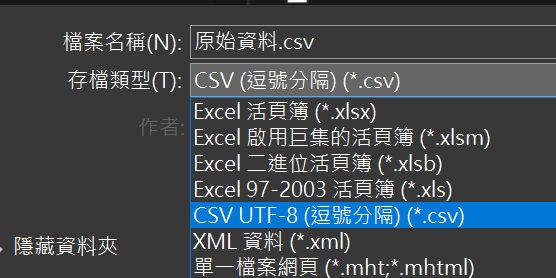 檔案名稱(N): 原始資料.csv
存檔類型(T): CSV (逗號分隔) (*.csv)
作者: Excel 活頁簿 (*.xlsx)
Excel 啟用巨集的活頁簿 (*.xlsm)
Excel 二進位活頁簿 (*.xlsb)
Excel 97-2003 活頁簿 (*.xls)
CSV UTF-8 (逗號分隔) (*.csv)
隱藏資料夾 XML 資料 (*.xml)
單一檔案網頁 (*.mht;*.mhtml)